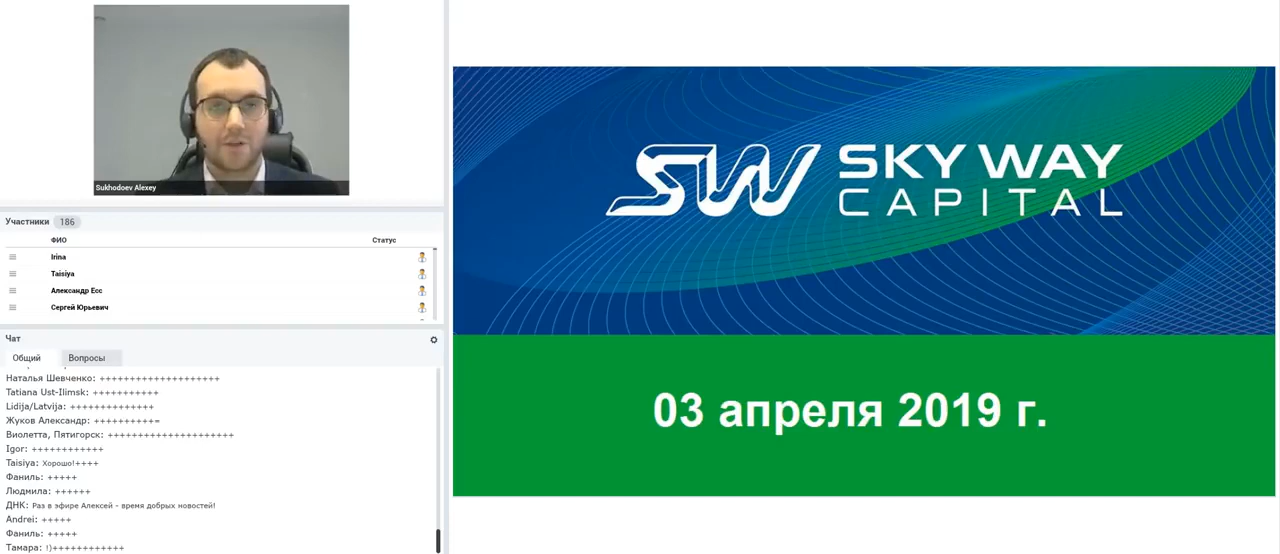 Sukhodoev Alexey
Участники 186
ФИО Статус
Irina
Taisiya
Александр Есс
Сергей Юрьевич
Чат
Общий Вопросы
Наталья Шевченко: ++++++++++++++++++++
Tatiana Ust-Ilimsk: +++++++++++
Lidija/Latvija: ++++++++++++++
Жуков Александр: ++++++++++=
Виолетта, Пятигорск: +++++++++++++++++++++
Igor: ++++++++++++
Taisiya: Хорошо!++++
Фаниль: +++++
Людмила: ++++++
ДНК: Раз в эфире Алексей - время добрых новостей!
Andrei: +++++
Фаниль: +++++
Тамара: !)++++++++++++
SW SKY WAY
CAPITAL
03 апреля 2019 г.